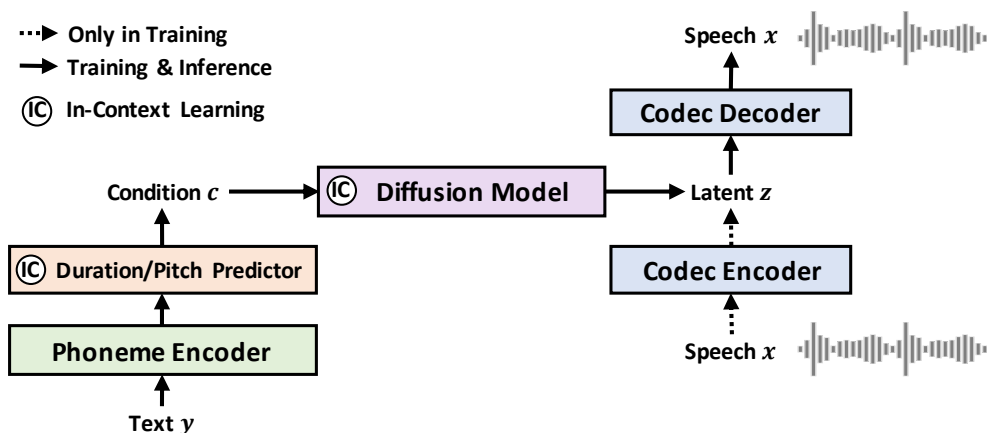 Only in Training
Training & Inference
IC In-Context Learning
Speech x
Codec Decoder
Condition c
IC Diffusion Model
Latent z
IC Duration/Pitch Predictor
Codec Encoder
Phoneme Encoder
Speech x
Text y